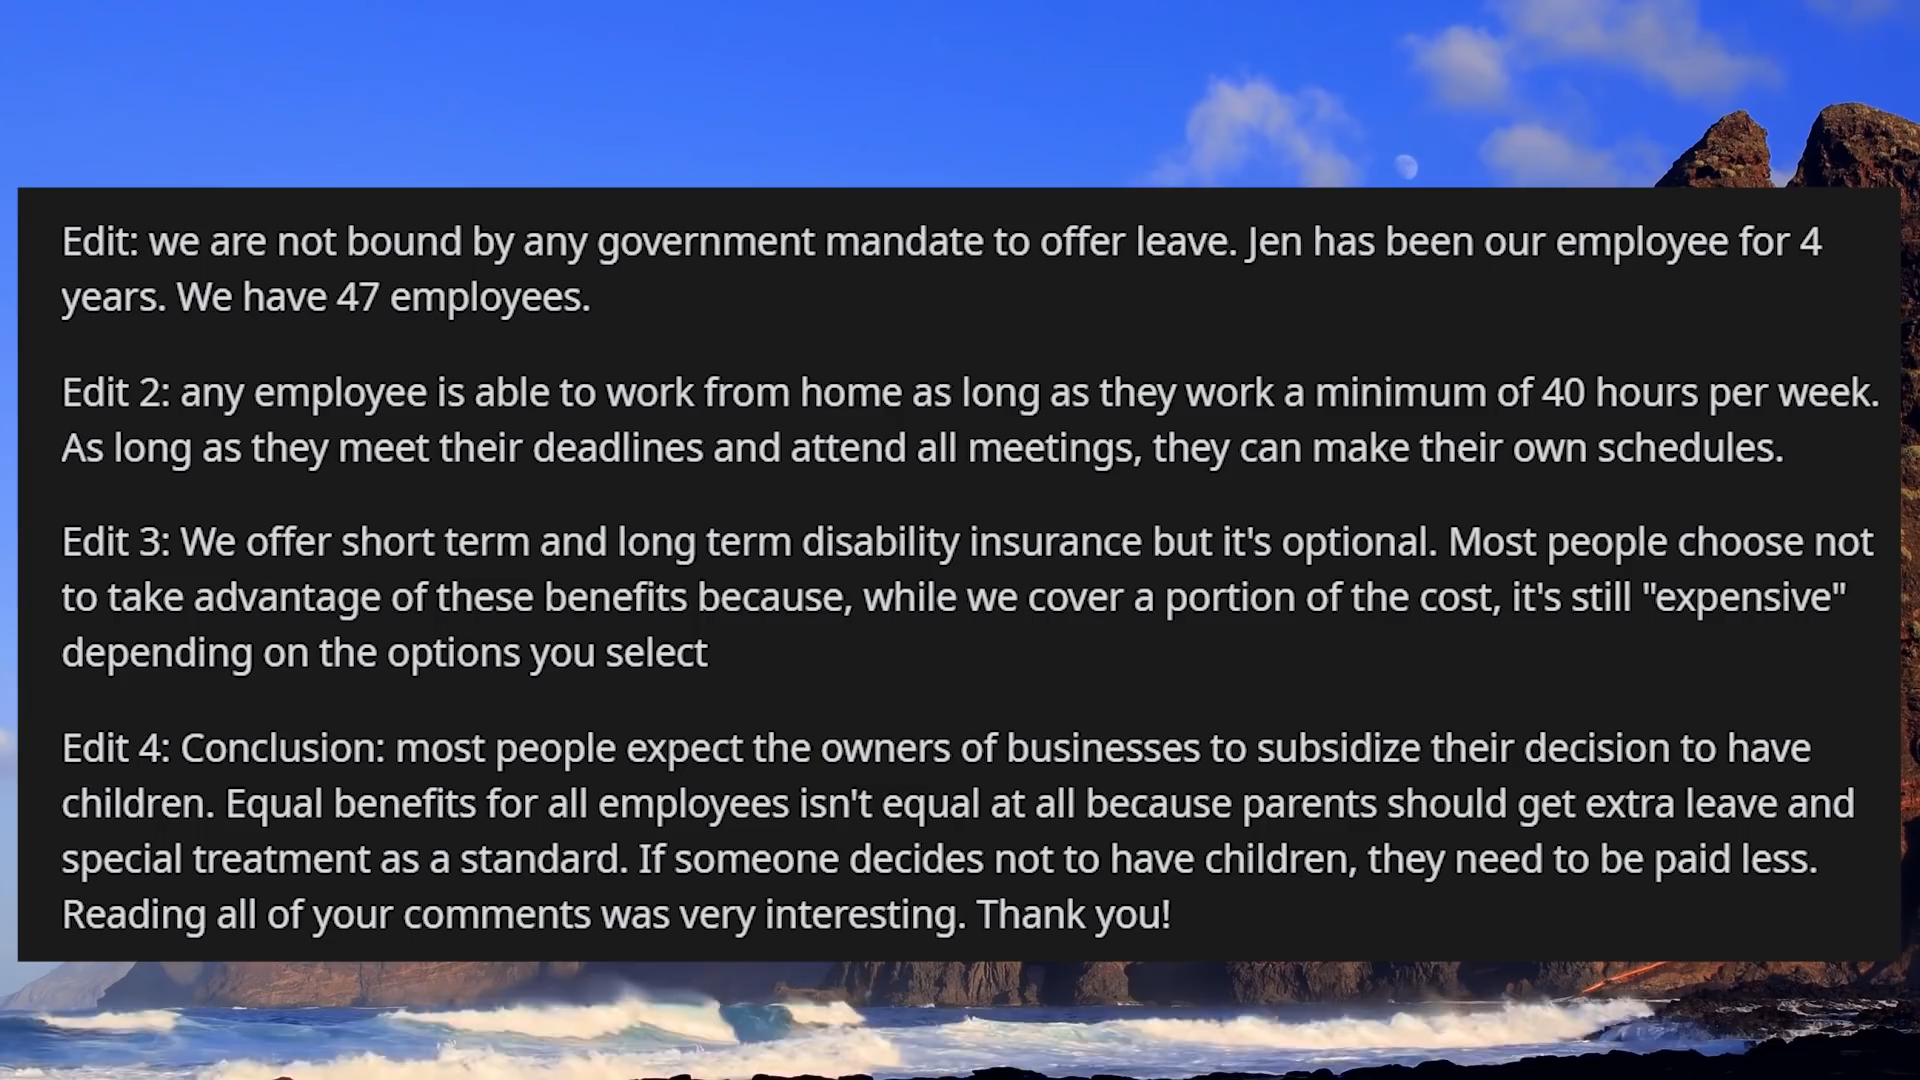 Edit: we are not bound by any government mandate to offer leave. Jen has been our employee for 4
years. We have 47 employees.
Edit 2: any employee is able to work from home as long as they work a minimum of 40 hours per week.
As long as they meet their deadlines and attend all meetings, they can make their own schedules.
Edit 3: We offer short term and long term disability insurance but it's optional. Most people choose not
to take advantage of these benefits because, while we cover a portion of the cost, it's still "expensive"
depending on the options you select
Edit 4: Conclusion: most people expect the owners of businesses to subsidize their decision to have
children. Equal benefits for all employees isn't equal at all because parents should get extra leave and
special treatment as a standard. If someone decides not to have children, they need to be paid less.
Reading all of your comments was very interesting. Thank you!